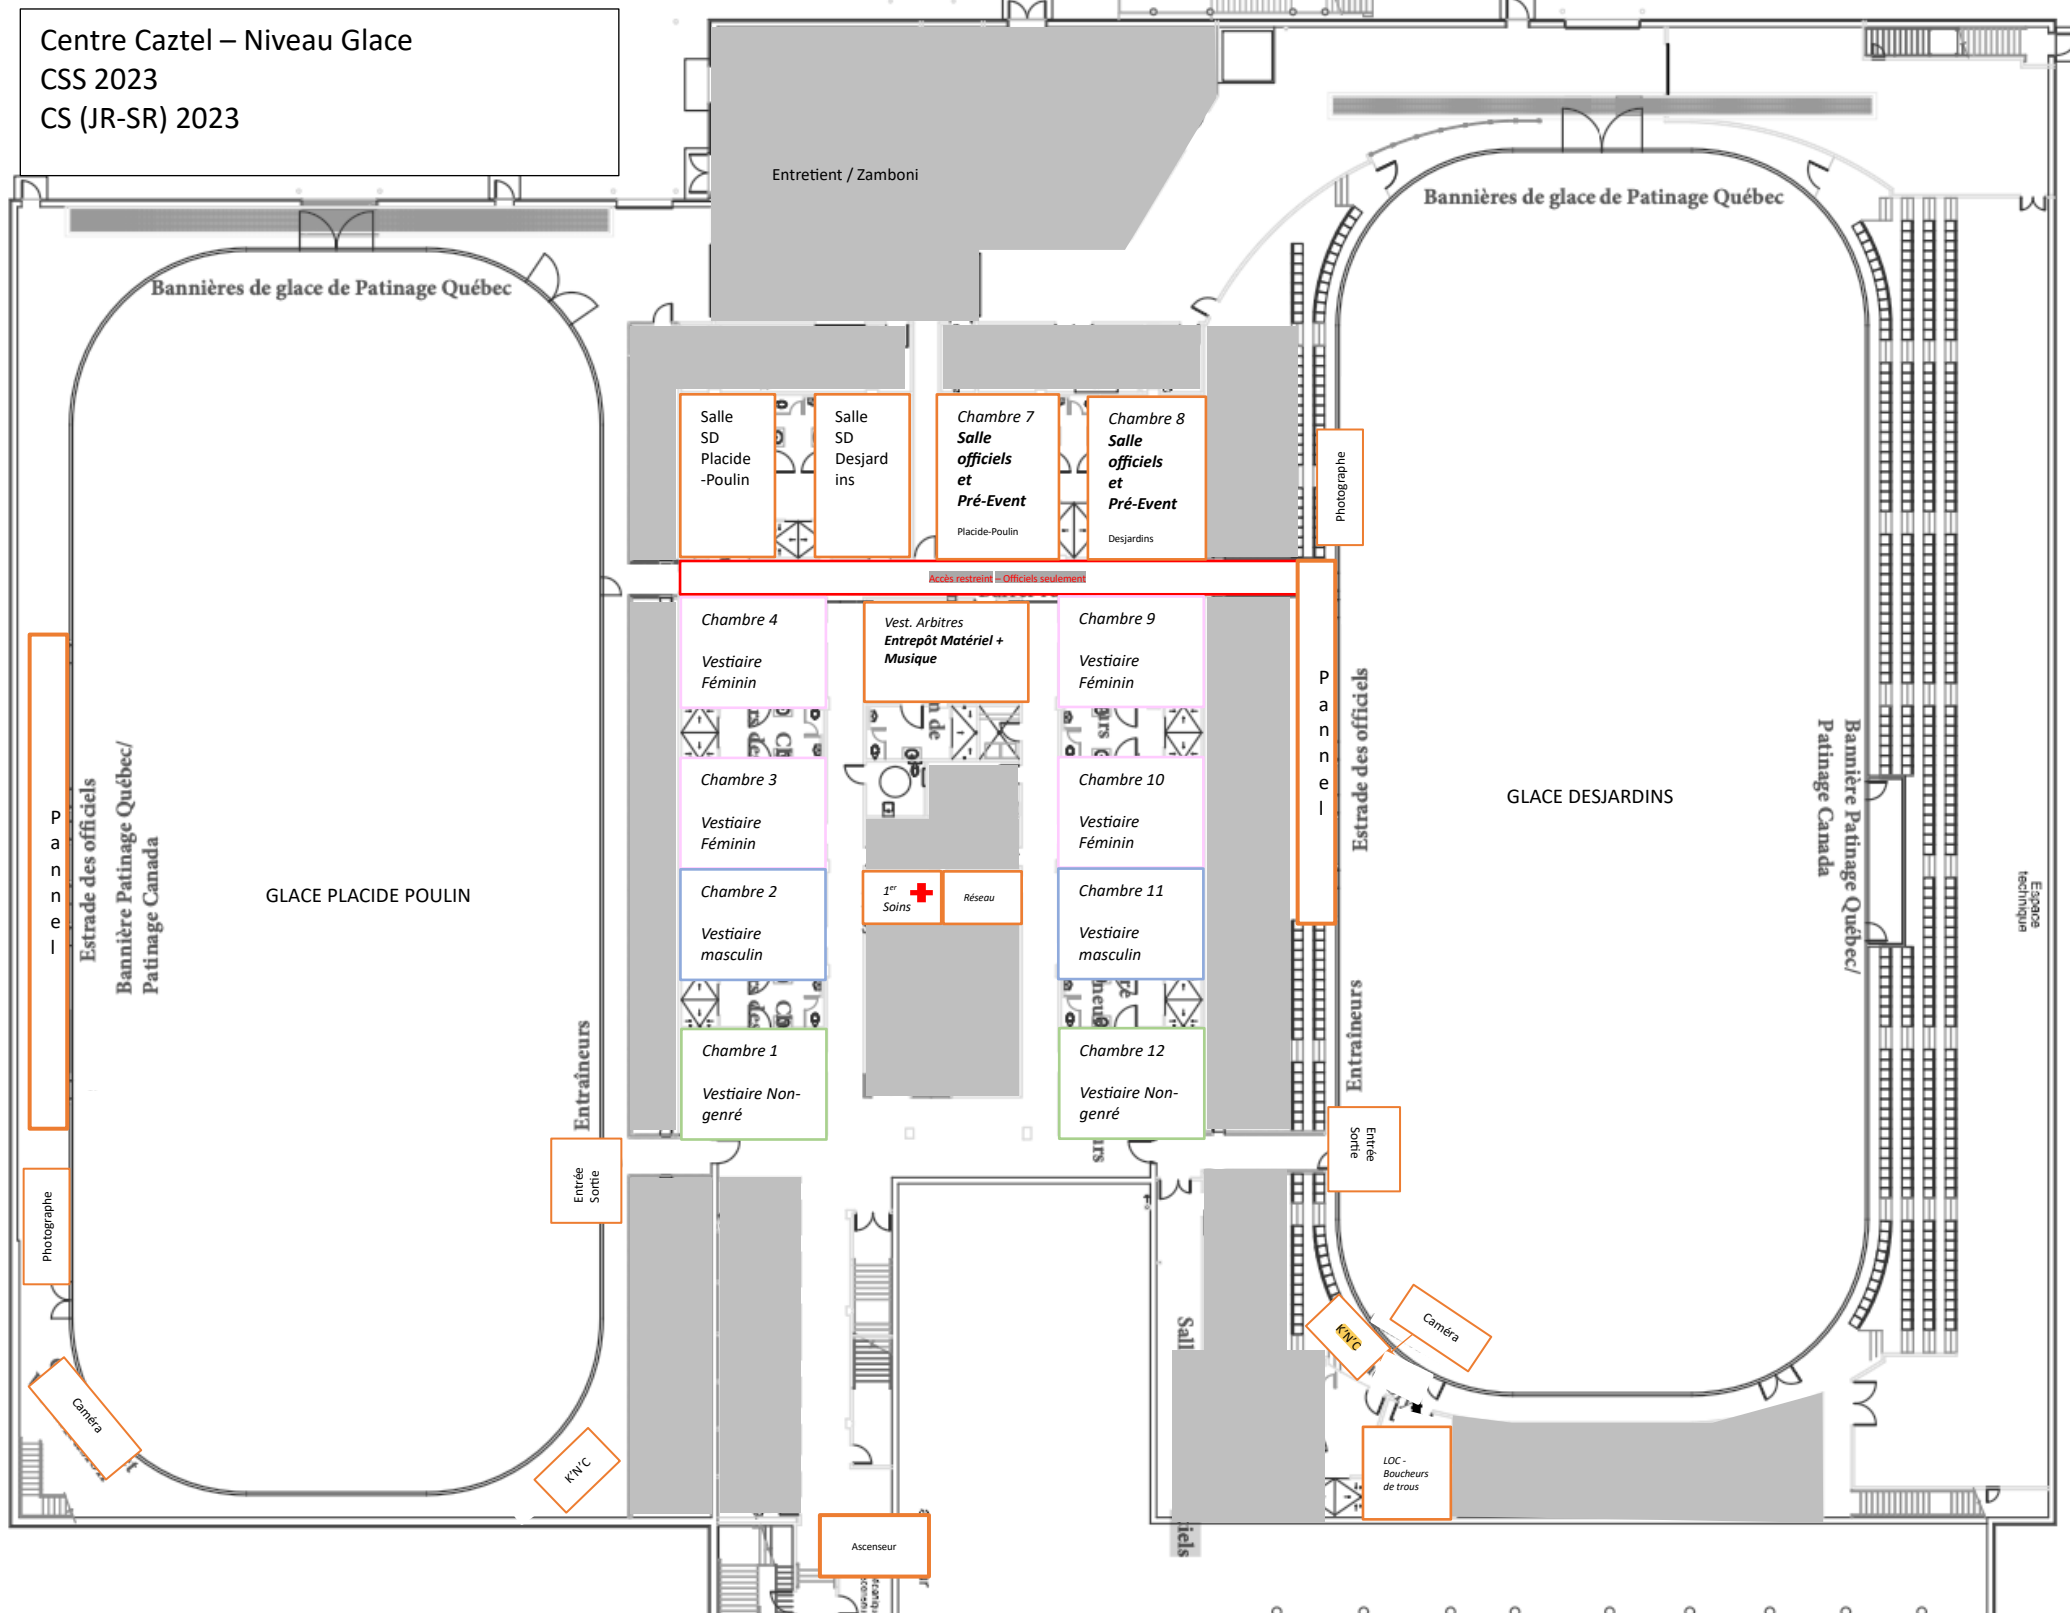 Centre Caztel – Niveau Glace
CSS 2023
CS (JR-SR) 2023
Entretient / Zamboni
Bannières de glace de Patinage Québec
Bannières de glace de Patinage Québec
Salle
SD
Placide
-Poulin
Salle
SD
Desjard
ins
Chambre 7
Salle
officiels
et
Pré-Event
Placide-Poulin
Chambre 8
Salle
officiels
et
Pré-Event
Desjardins
Photographe
Accès restreint – Officiels seulement
Chambre 4
Vestiaire
Féminin
Vest. Arbitres
Entrepôt Matériel +
Musique
Chambre 9
Vestiaire
Féminin
Pannel
Estrade des officiels
Bannière Patinage Québec/
Patinage Canada
GLACE PLACIDE POULIN
Chambre 3
Vestiaire
Féminin
Chambre 10
Vestiaire
Féminin
Pannel
Estrade des officiels
GLACE DESJARDINS
Bannière Patinage Québec/
Patinage Canada
Espace
technique
Chambre 2
Vestiaire
masculin
1er
Soins
Réseau
Chambre 11
Vestiaire
masculin
Entraîneurs
Entraîneurs
Chambre 1
Vestiaire Non-
genré
Chambre 12
Vestiaire Non-
genré
Entrée
Sortie
Entrée
Sortie
Photographe
Caméra
K'N'C
K'N'C
Caméra
LOC -
Boucheurs
de trous
Ascenseur